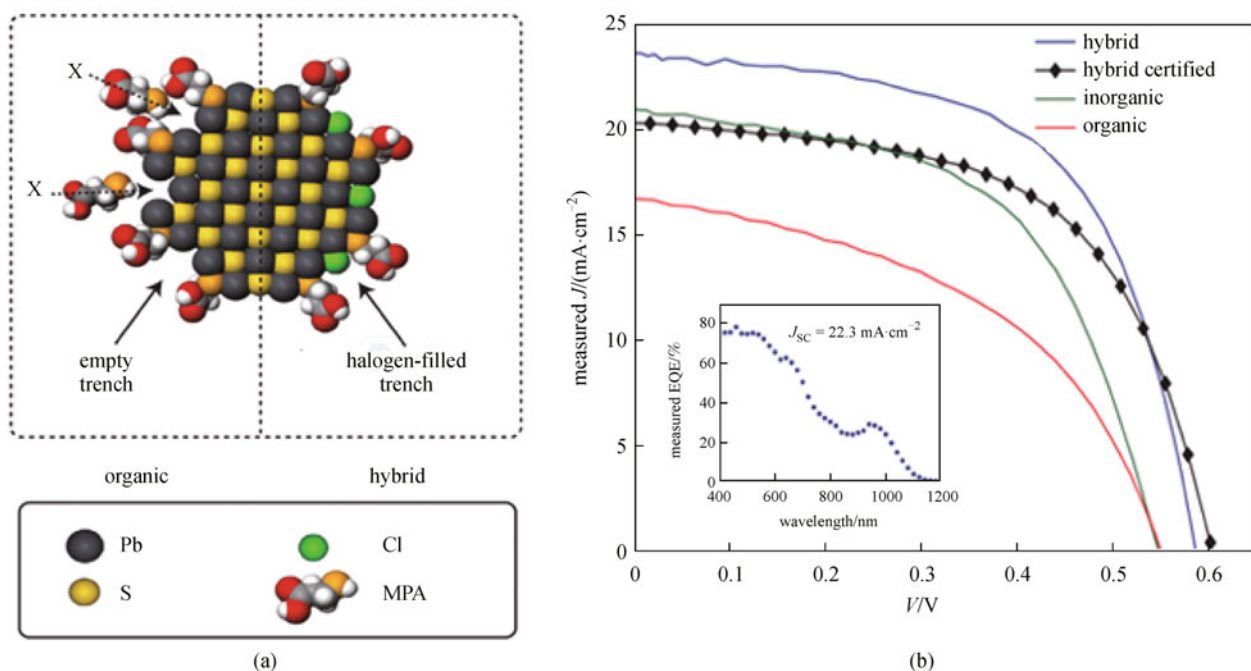 X
X
empty
trench
halogen-filled
trench
organic
hybrid
Pb
Cl
S
MPA
(a)
25
20
15
10
5
0
measured J/(mA·cm⁻²)
hybrid
hybrid certified
inorganic
organic
80
60
40
20
0
measured EQE/%
J_SC = 22.3 mA·cm⁻²
400 600 800 1000 1200
wavelength/nm
0 0.1 0.2 0.3 0.4 0.5 0.6
V/V
(b)